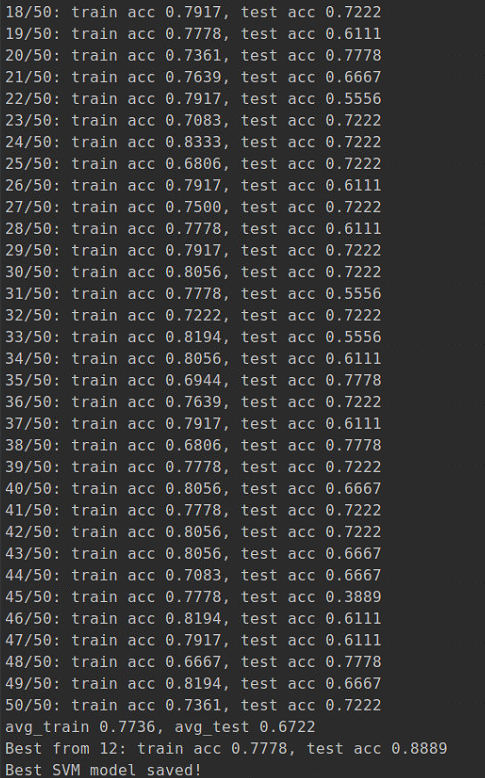 18/50: train acc 0.7917, test acc 0.7222
19/50: train acc 0.7778, test acc 0.6111
20/50: train acc 0.7361, test acc 0.7778
21/50: train acc 0.7639, test acc 0.6667
22/50: train acc 0.7917, test acc 0.5556
23/50: train acc 0.7083, test acc 0.7222
24/50: train acc 0.8333, test acc 0.7222
25/50: train acc 0.6806, test acc 0.7222
26/50: train acc 0.7917, test acc 0.6111
27/50: train acc 0.7500, test acc 0.7222
28/50: train acc 0.7778, test acc 0.6111
29/50: train acc 0.7917, test acc 0.7222
30/50: train acc 0.8056, test acc 0.7222
31/50: train acc 0.7778, test acc 0.5556
32/50: train acc 0.7222, test acc 0.7222
33/50: train acc 0.8194, test acc 0.5556
34/50: train acc 0.8056, test acc 0.6111
35/50: train acc 0.6944, test acc 0.7778
36/50: train acc 0.7639, test acc 0.7222
37/50: train acc 0.7917, test acc 0.6111
38/50: train acc 0.6806, test acc 0.7778
39/50: train acc 0.7778, test acc 0.7222
40/50: train acc 0.8056, test acc 0.6667
41/50: train acc 0.7778, test acc 0.7222
42/50: train acc 0.8056, test acc 0.7222
43/50: train acc 0.8056, test acc 0.6667
44/50: train acc 0.7083, test acc 0.6667
45/50: train acc 0.7778, test acc 0.3889
46/50: train acc 0.8194, test acc 0.6111
47/50: train acc 0.7917, test acc 0.6111
48/50: train acc 0.6667, test acc 0.7778
49/50: train acc 0.8194, test acc 0.6667
50/50: train acc 0.7361, test acc 0.7222
avg_train 0.7736, avg_test 0.6722
Best from 12: train acc 0.7778, test acc 0.8889
Best SVM model saved!